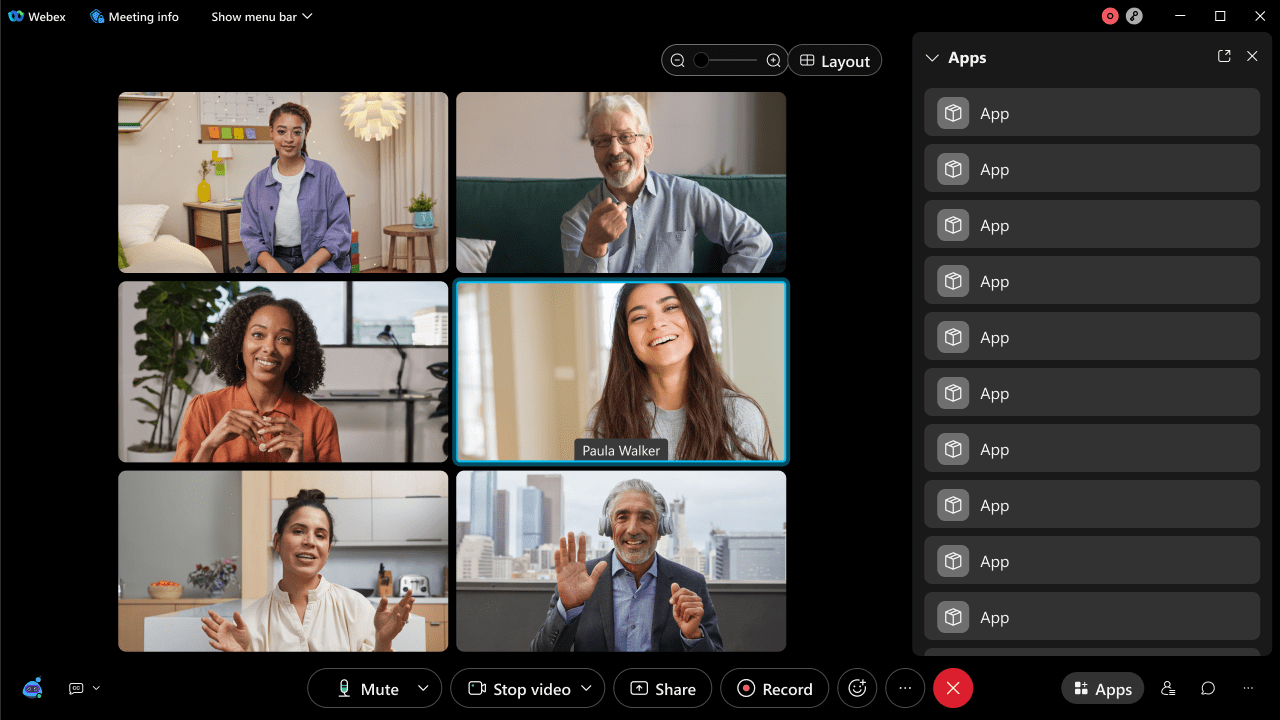 Webex
Meeting info
Show menu bar
Layout
Apps
App
App
App
App
App
App
App
App
App
App
Paula Walker
Mute
Stop video
Share
Record
Apps